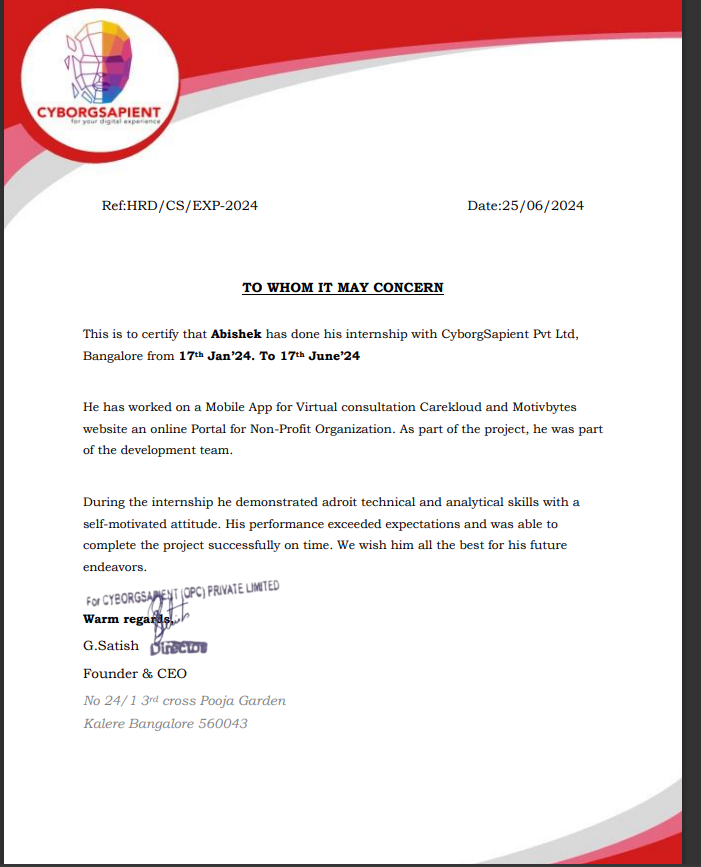 CYBORGSAPIENT
for your digital experience
Ref:HRD/CS/EXP-2024 Date:25/06/2024
TO WHOM IT MAY CONCERN
This is to certify that Abishek has done his internship with CyborgSapient Pvt Ltd,
Bangalore from 17th Jan’24. To 17th June’24
He has worked on a Mobile App for Virtual consultation Carekloud and Motivbytes
website an online Portal for Non-Profit Organization. As part of the project, he was part
of the development team.
During the internship he demonstrated adroit technical and analytical skills with a
self-motivated attitude. His performance exceeded expectations and was able to
complete the project successfully on time. We wish him all the best for his future
endeavors.
For CYBORGSAPIENT (OPC) PRIVATE LIMITED
Warm regards,
G.Satish Director
Founder & CEO
No 24/1 3rd cross Pooja Garden
Kalere Bangalore 560043